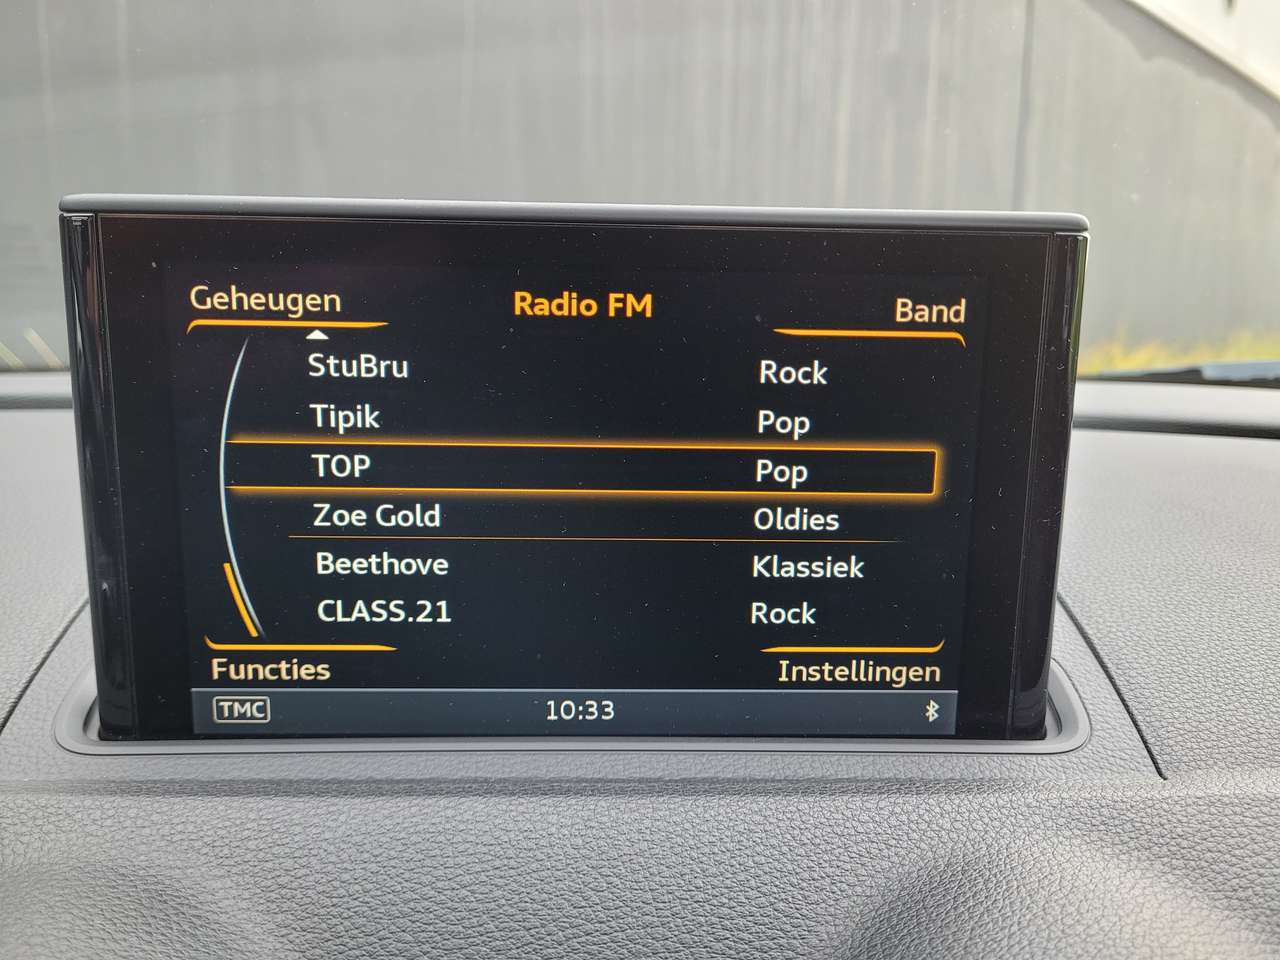 Geheugen Radio FM Band
StuBru Rock
Tipik Pop
TOP Pop
Zoe Gold Oldies
Beethove Klassiek
CLASS.21 Rock
Functies Instellingen
TMC 10:33